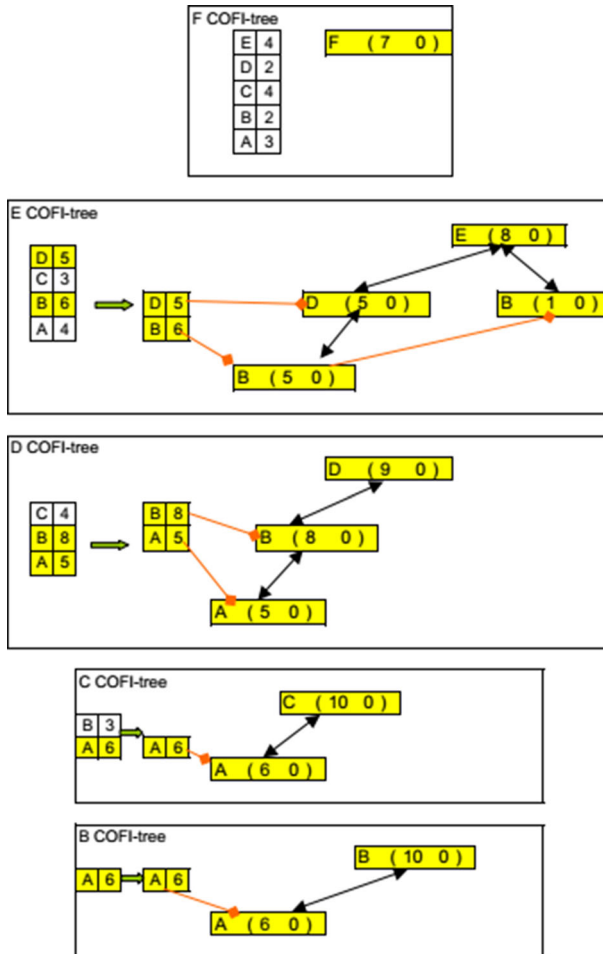 F COFI-tree
E 4 F ( 7 0 )
D 2
C 4
B 2
A 3
E COFI-tree
E ( 8 0 )
D 5
C 3
B 6
A 4
D 5 D ( 5 0 ) B ( 1 0 )
B 6
B ( 5 0 )
D COFI-tree
D ( 9 0 )
C 4
B 8
A 5
B 8
A 5
B ( 8 0 )
A ( 5 0 )
C COFI-tree
C ( 10 0 )
B 3
A 6 A 6
A ( 6 0 )
B COFI-tree
B ( 10 0 )
A 6 A 6
A ( 6 0 )